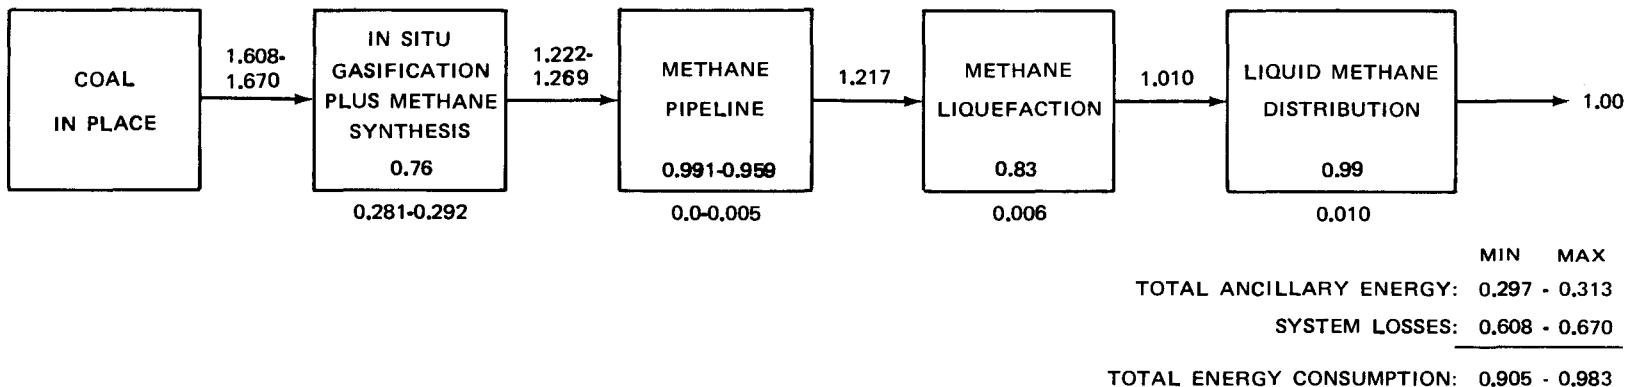 COAL
IN PLACE
1.608-
1.670
IN SITU
GASIFICATION
PLUS METHANE
SYNTHESIS
0.76
0.281-0.292
1.222-
1.269
METHANE
PIPELINE
0.991-0.959
0.0-0.005
1.217
METHANE
LIQUEFACTION
0.83
0.006
1.010
LIQUID METHANE
DISTRIBUTION
0.99
0.010
1.00
MIN MAX
TOTAL ANCILLARY ENERGY: 0.297 - 0.313
SYSTEM LOSSES: 0.608 - 0.670
TOTAL ENERGY CONSUMPTION: 0.905 - 0.983